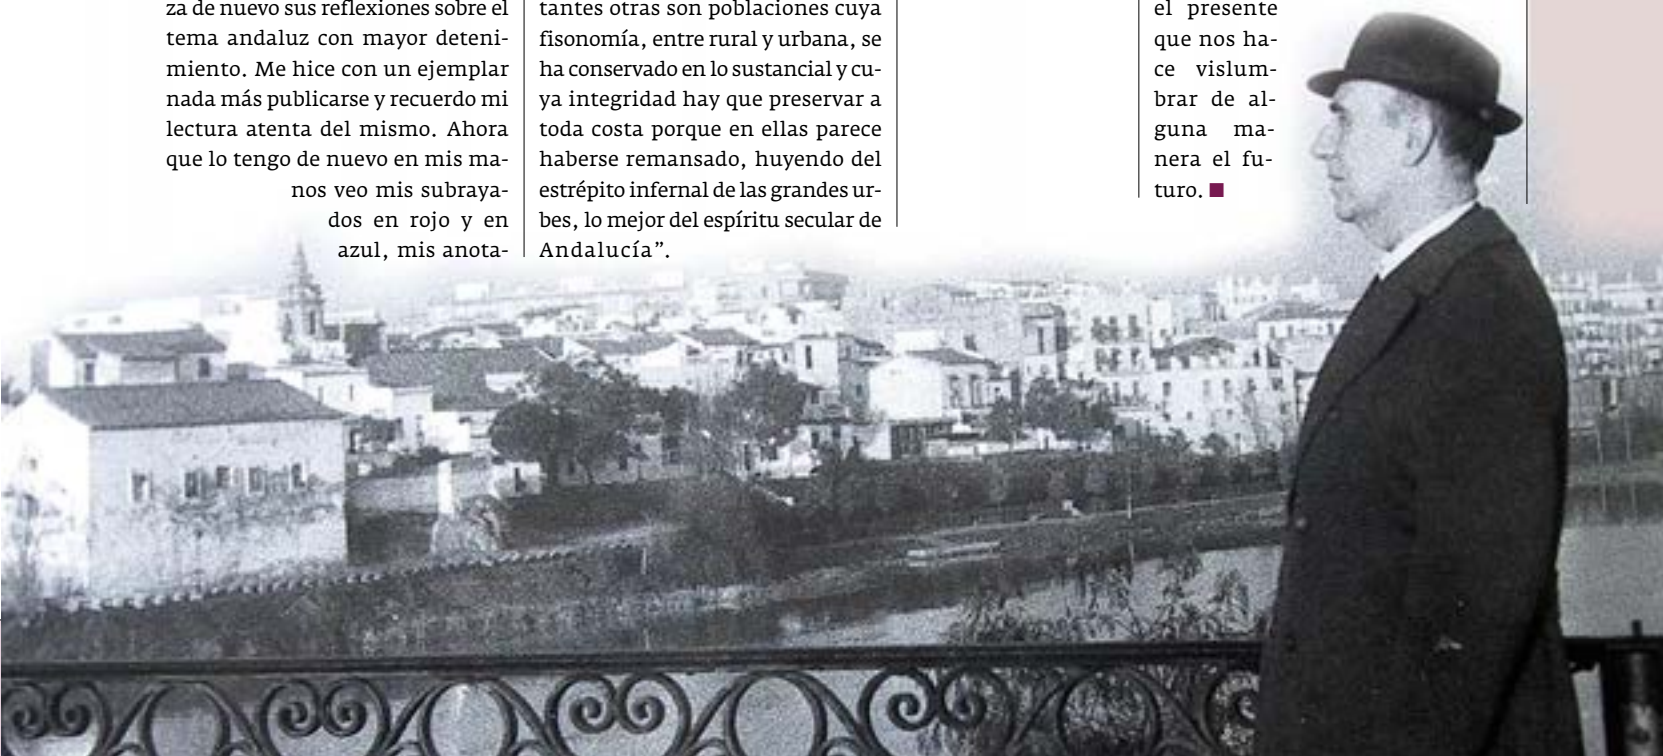 za de nuevo sus reflexiones sobre el
tema andaluz con mayor deteni-
miento. Me hice con un ejemplar
nada más publicarse y recuerdo mi
lectura atenta del mismo. Ahora
que lo tengo de nuevo en mis ma-
nos veo mis subraya-
dos en rojo y en
azul, mis anota-
tantes otras son poblaciones cuya
fisonomía, entre rural y urbana, se
ha conservado en lo sustancial y cu-
ya integridad hay que preservar a
toda costa porque en ellas parece
haberse remansado, huyendo del
estrépito infernal de las grandes ur-
bes, lo mejor del espíritu secular de
Andalucía”.
el presente
que nos ha-
ce vislum-
brar de al-
guna ma-
nera el fu-
turo. ■